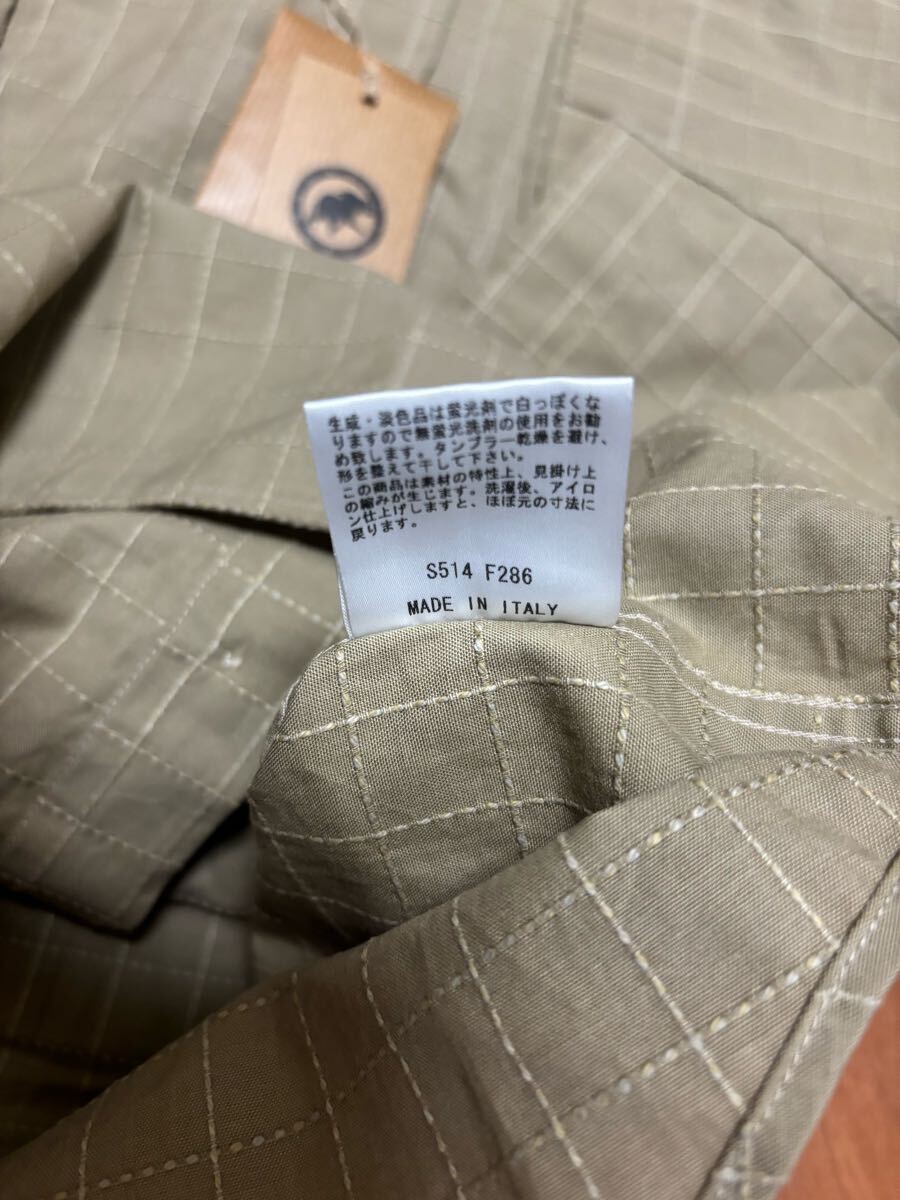 生成・淡色品は蛍光剤で白っぽくな
りますので無蛍光洗剤の使用をお勧
め致します。タンブラー乾燥を避け、
形を整えて干して下さい。
この商品は素材の特性上、見掛け上
の縮みが生じます。洗濯後、アイロ
ン仕上げしますと、ほぼ元の寸法に
戻ります。
S514 F286
MADE IN ITALY